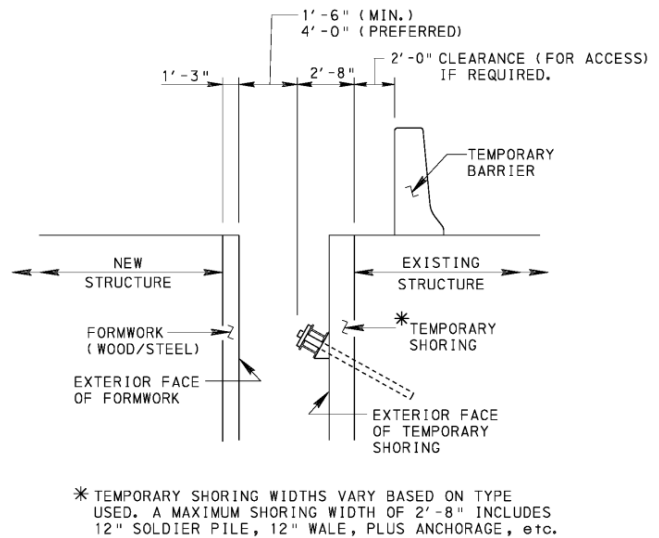 1'-6" (MIN.)
4'-0" (PREFERRED)
1'-3"
2'-8"
2'-0" CLEARANCE (FOR ACCESS)
IF REQUIRED.
TEMPORARY
BARRIER
NEW
STRUCTURE
EXISTING
STRUCTURE
FORMWORK
(WOOD/STEEL)
* TEMPORARY
SHORING
EXTERIOR FACE
OF FORMWORK
EXTERIOR FACE
OF TEMPORARY
SHORING
* TEMPORARY SHORING WIDTHS VARY BASED ON TYPE
USED. A MAXIMUM SHORING WIDTH OF 2'-8" INCLUDES
12" SOLDIER PILE, 12" WALE, PLUS ANCHORAGE, etc.